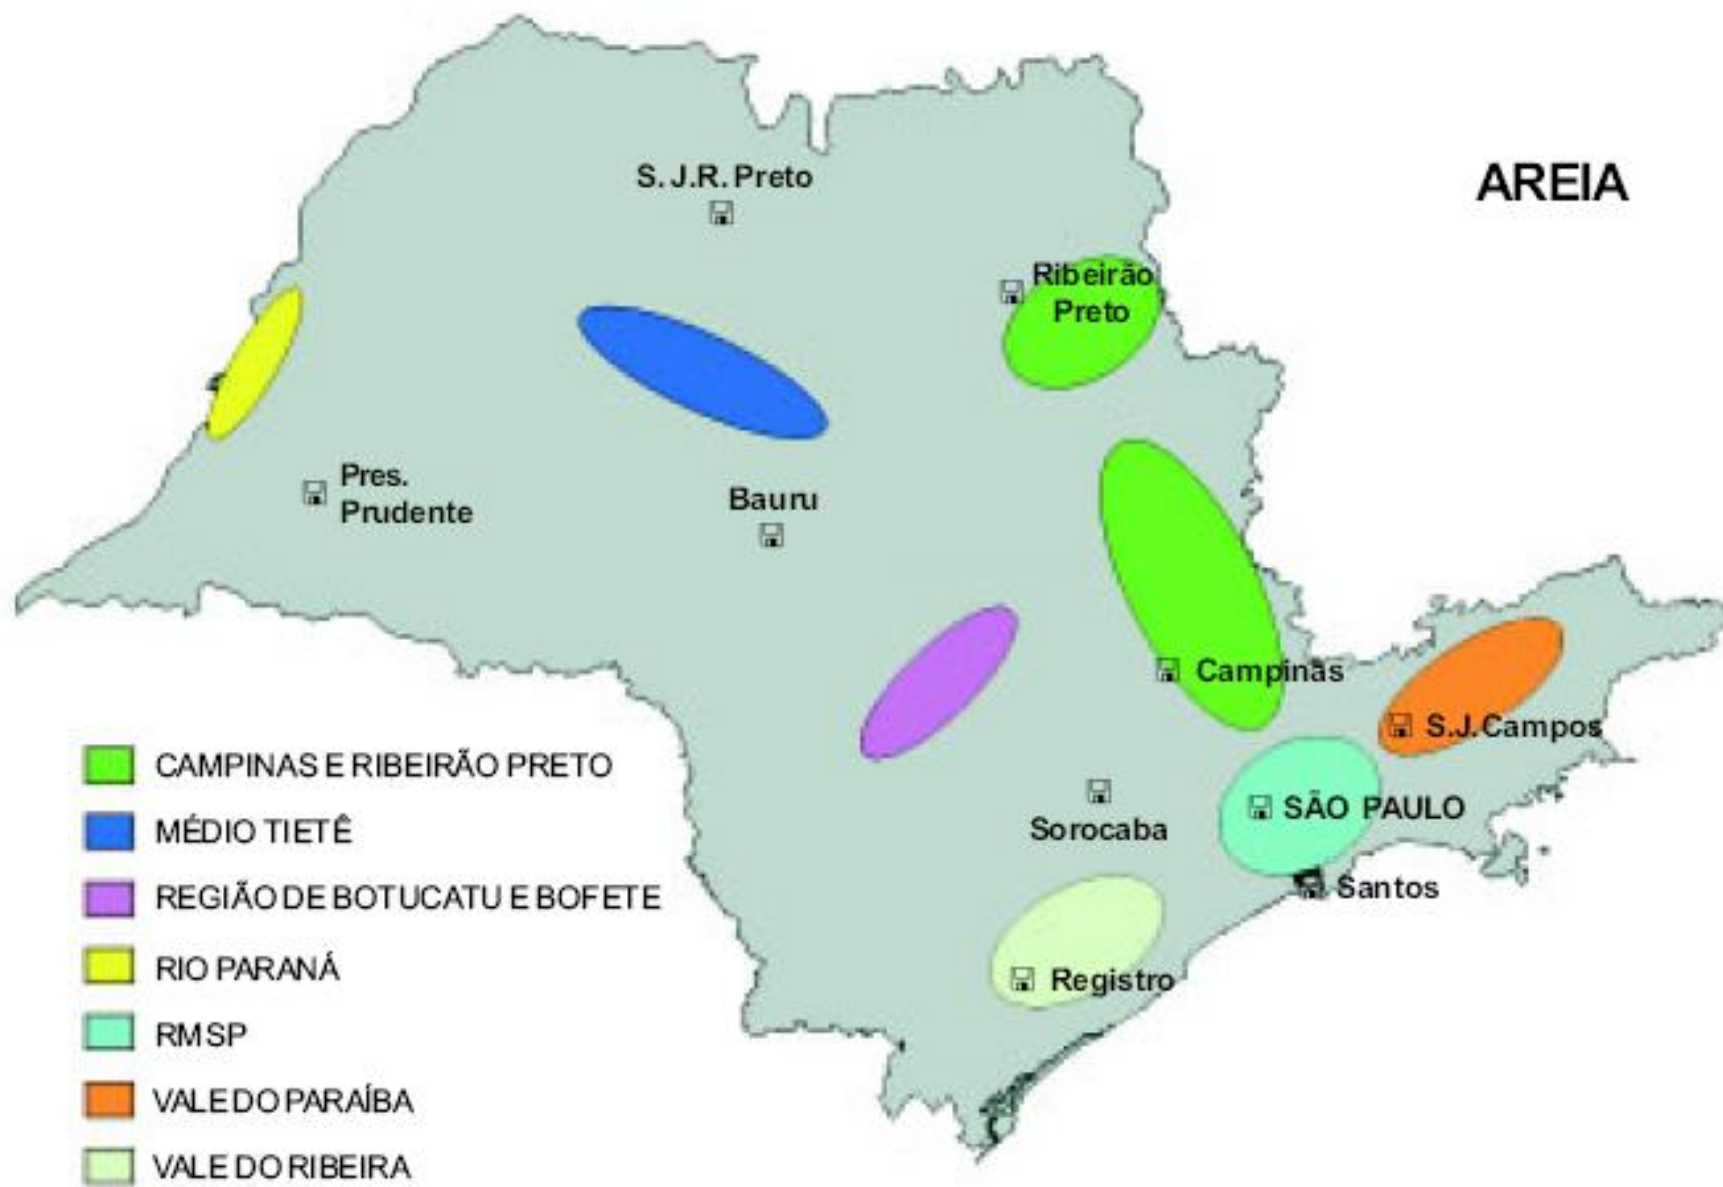 AREIA
S.J.R. Preto
Ribeirão
Preto
Pres.
Prudente
Bauru
Campinas
S.J.Campos
SÃO PAULO
Sorocaba
Santos
Registro
CAMPINAS E RIBEIRÃO PRETO
MÉDIO TIETÊ
REGIÃO DE BOTUCATU E BOFETE
RIO PARANÁ
RMSP
VALE DO PARAÍBA
VALE DO RIBEIRA